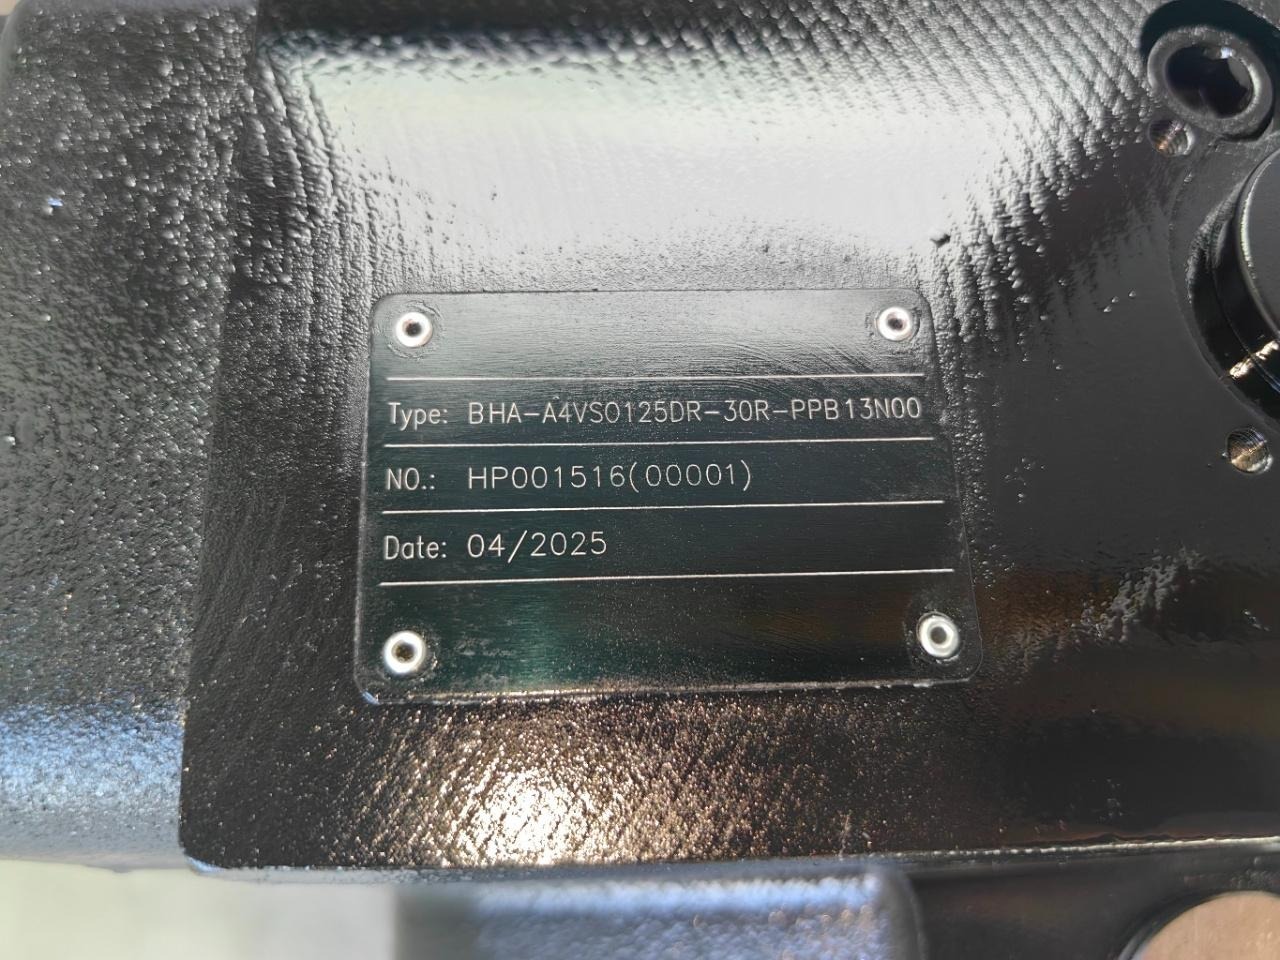 Type: BHA-A4VSO125DR-30R-PPB13N00
NO.: HP001516(00001)
Date: 04/2025